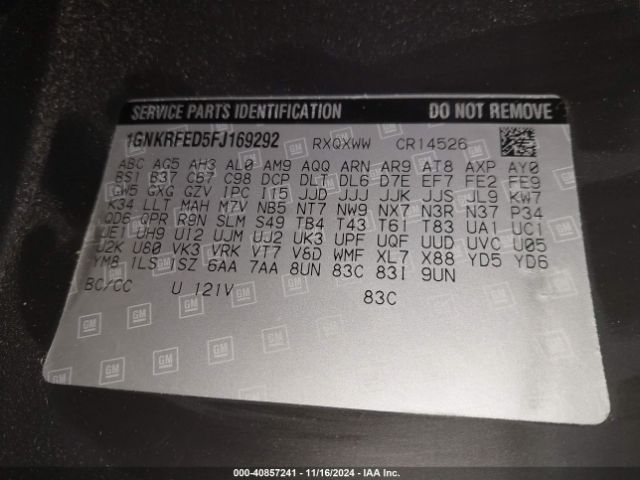 SERVICE PARTS IDENTIFICATION DO NOT REMOVE
1GNKRFED5FJ169292 RXQXWW CR14526
ABC AG5 AH3 AL0 AM9 AQQ ARN AR9 AT8 AXP AY0
BS1 B37 C67 C98 DCP DLT DL6 D7E EF7 FE2 FE9
GW5 GXG GZV IPC I15 JJD JJJ JJK JJS JL9 KW7
K34 LLT MAH M7V NB5 NT7 NW9 NX7 N3R N37 P34
QD6 QPR R9N SLM S49 TB4 T43 T61 T83 UA1 UC1
UE1 UH9 U12 UJM UJ2 UK3 UPF UQF UUD UVC U05
U2K U80 VK3 VRK VT7 V8D WMF XL7 X88 YD5 YD6
YM8 1LS 1SZ 6AA 7AA 8UN 83C 83I 9UN
BC/CC U 121V 83C
000-40857241 - 11/16/2024 - IAA Inc.